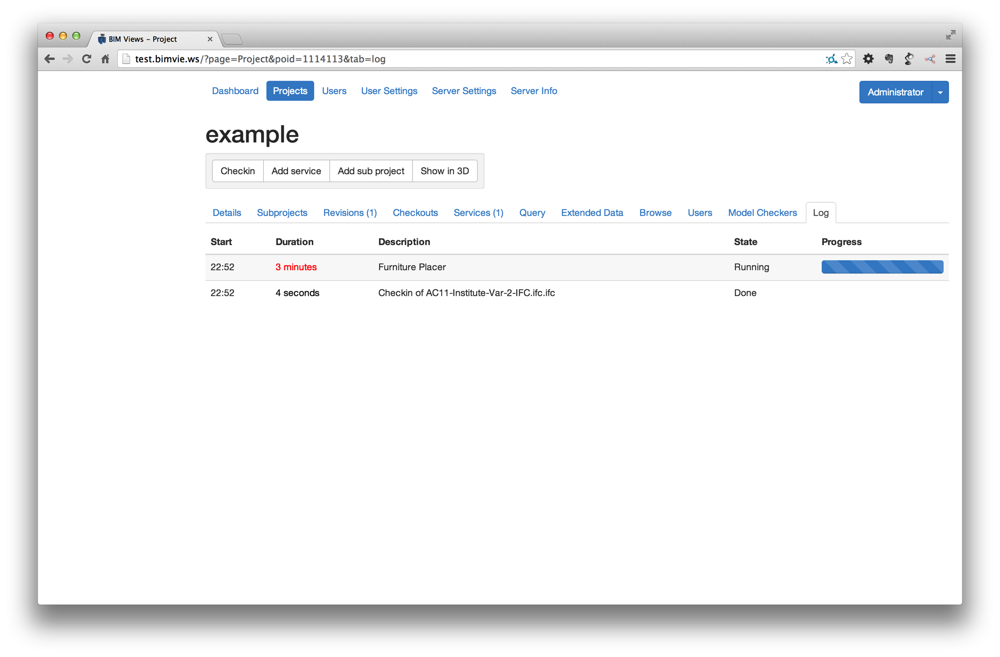 BIM Views – Project
test.bimvie.ws/?page=Project&poid=1114113&tab=log
Dashboard Projects Users User Settings Server Settings Server Info Administrator
example
Checkin Add service Add sub project Show in 3D
Details Subprojects Revisions (1) Checkouts Services (1) Query Extended Data Browse Users Model Checkers Log
Start Duration Description State Progress
22:52 3 minutes Furniture Placer Running
22:52 4 seconds Checkin of AC11-Institute-Var-2-IFC.ifc.ifc Done